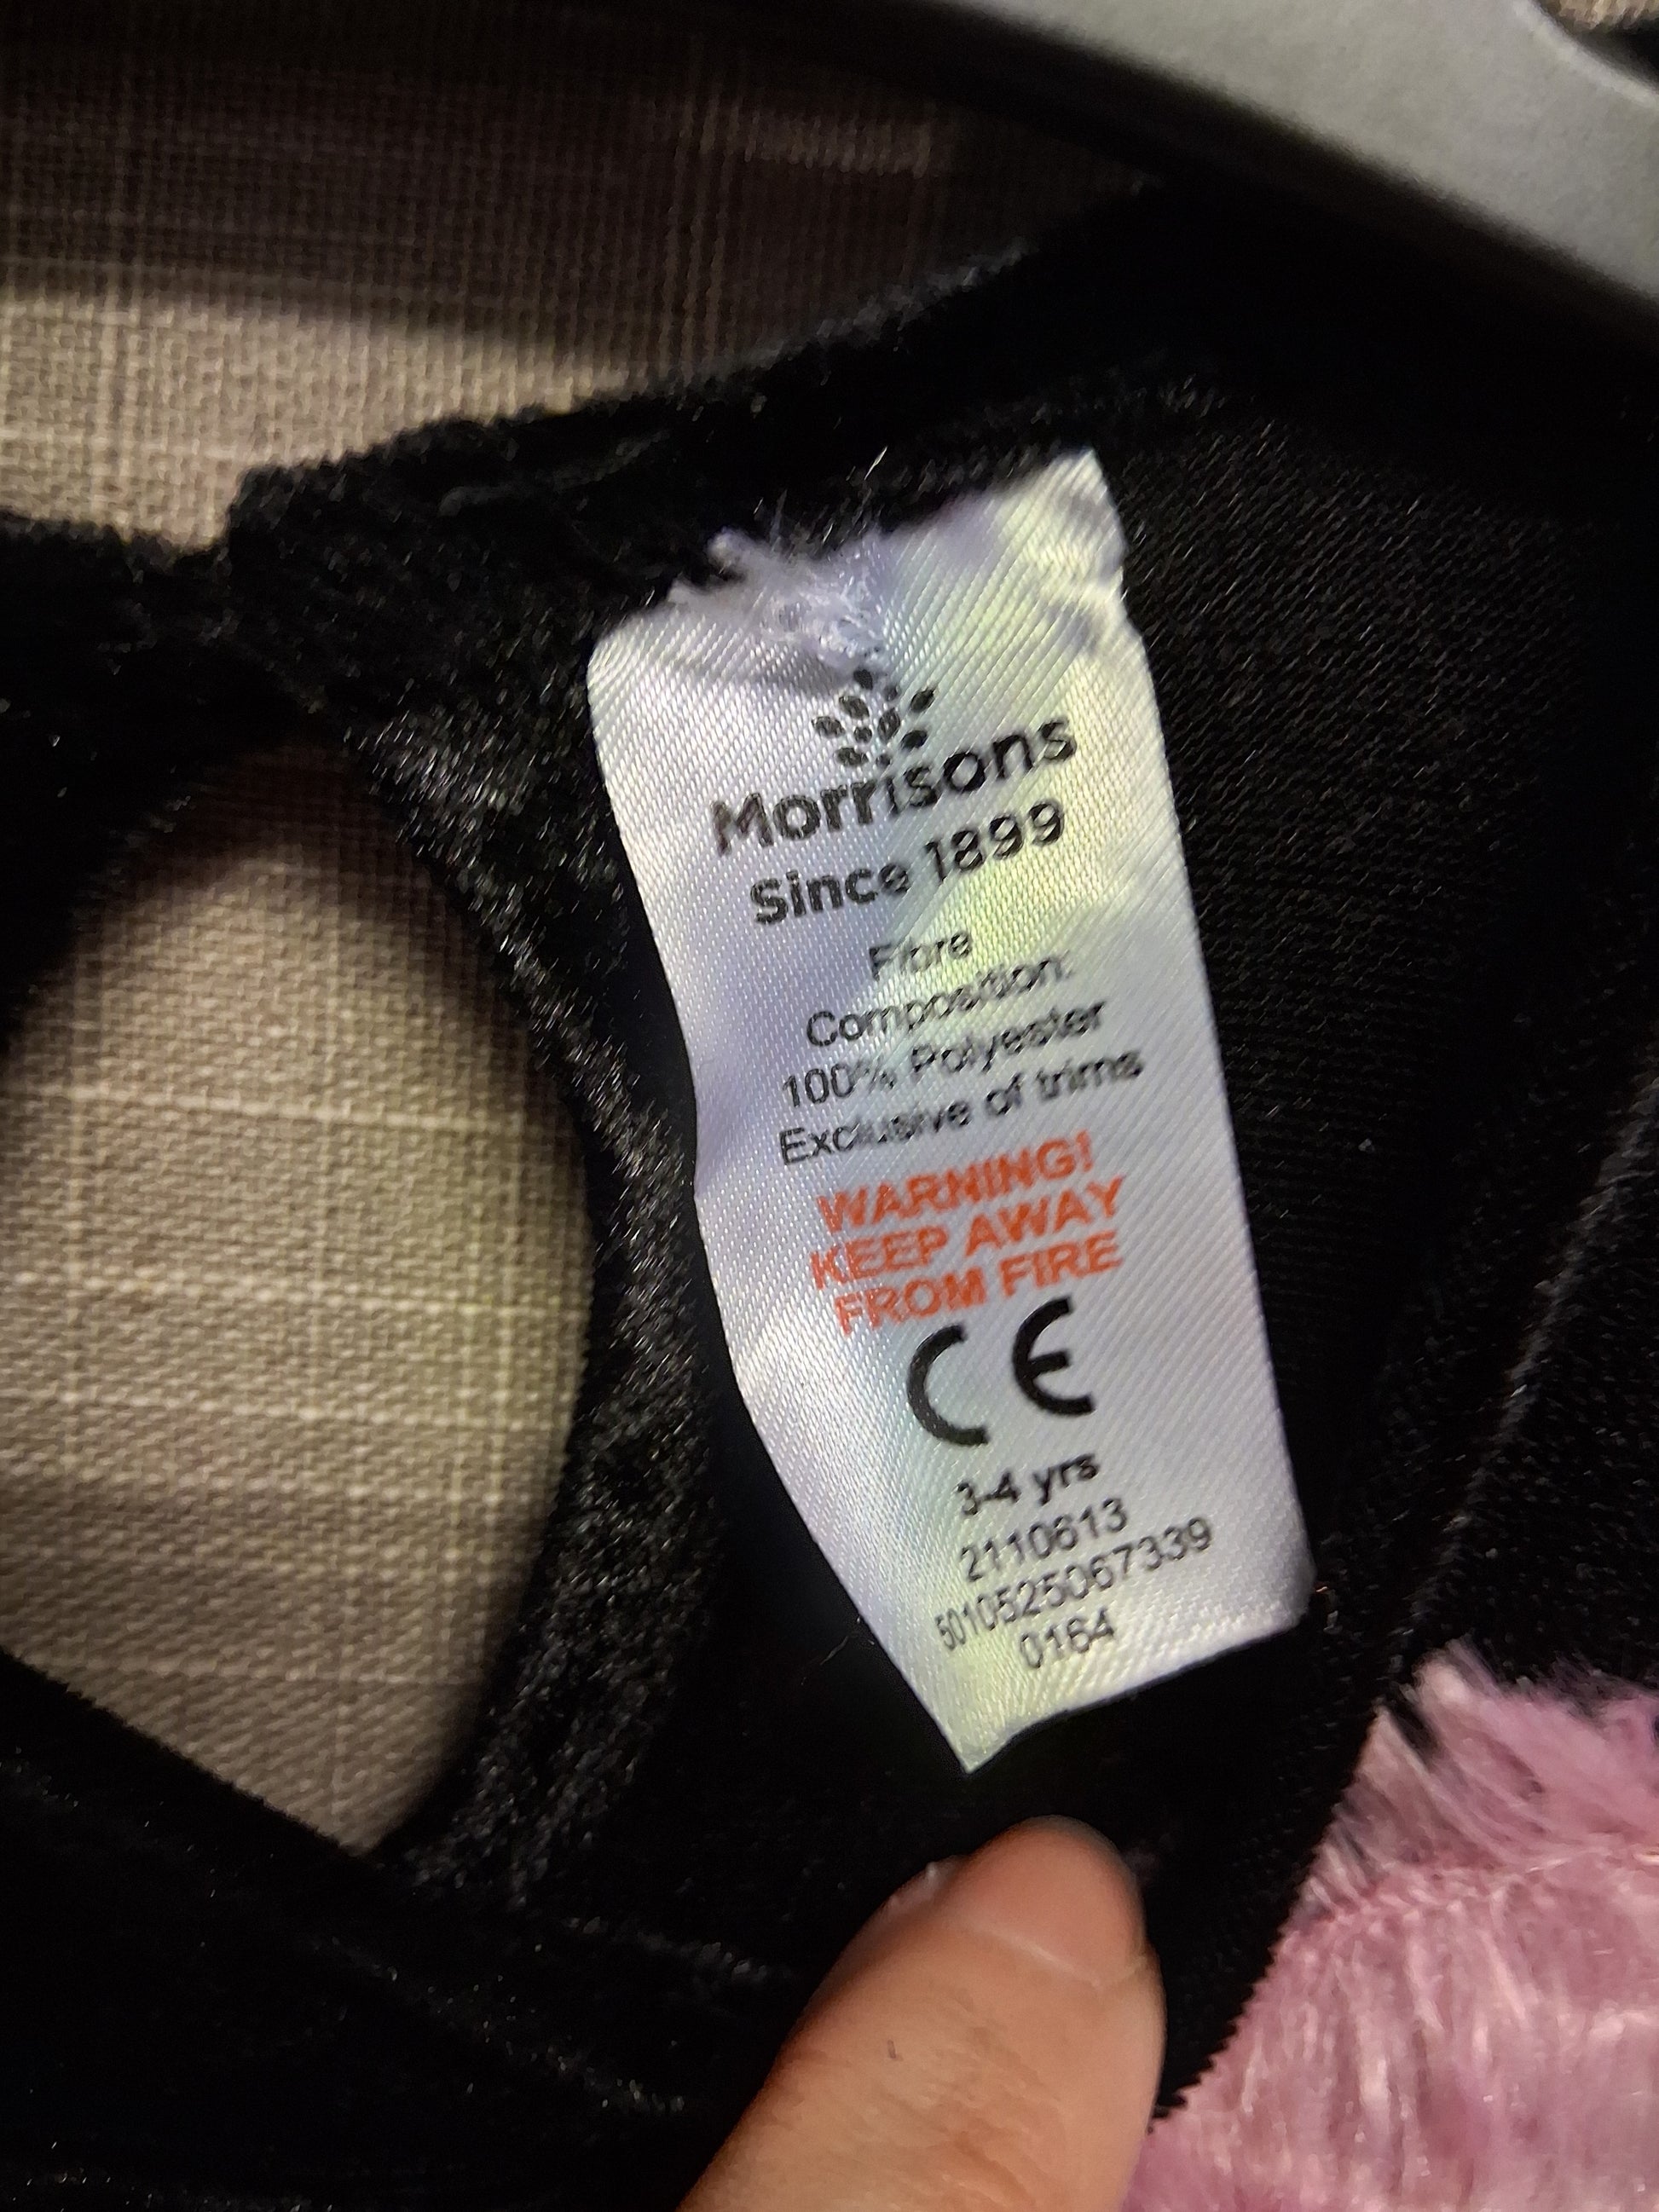 Morrisons
Since 1899
Fibre
Composition:
100% Polyester
Exclusive of trims
WARNING!
KEEP AWAY
FROM FIRE
CE
3-4 yrs
2110613
5010525067339
0164